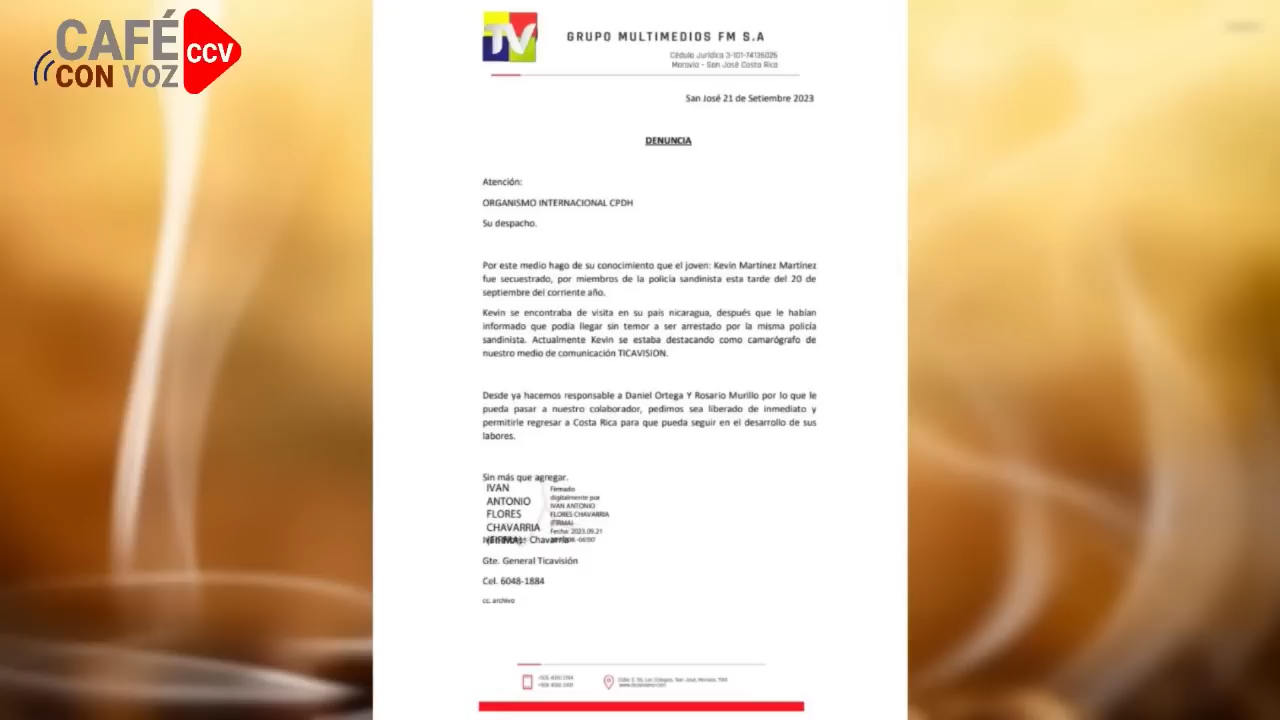 CAFÉ
CON VOZ
CCV
TV
GRUPO MULTIMEDIOS FM S.A
Cédula Jurídica 3-101-74136026
Moravia - San José Costa Rica
San José 21 de Setiembre 2023
DENUNCIA
Atención:
ORGANISMO INTERNACIONAL CPDH
Su despacho.
Por este medio hago de su conocimiento que el joven: Kevin Martínez Martínez
fue secuestrado, por miembros de la policía sandinista esta tarde del 20 de
septiembre del corriente año.
Kevin se encontraba de visita en su país nicaragua, después que le habían
informado que podía llegar sin temor a ser arrestado por la misma policía
sandinista. Actualmente Kevin se estaba destacando como camarógrafo de
nuestro medio de comunicación TICAVISION.
Desde ya hacemos responsable a Daniel Ortega Y Rosario Murillo por lo que le
pueda pasar a nuestro colaborador, pedimos sea liberado de inmediato y
permitirle regresar a Costa Rica para que pueda seguir en el desarrollo de sus
labores.
Sin más que agregar.
IVAN
ANTONIO
FLORES
CHAVARRIA
(FIRMA)
Firmado
digitalmente por
IVAN ANTONIO
FLORES CHAVARRIA
(FIRMA)
Fecha: 2023.09.21
-06'00'
Chavarría
Gte. General Ticavisión
Cel. 6048-1884
cc. archivo